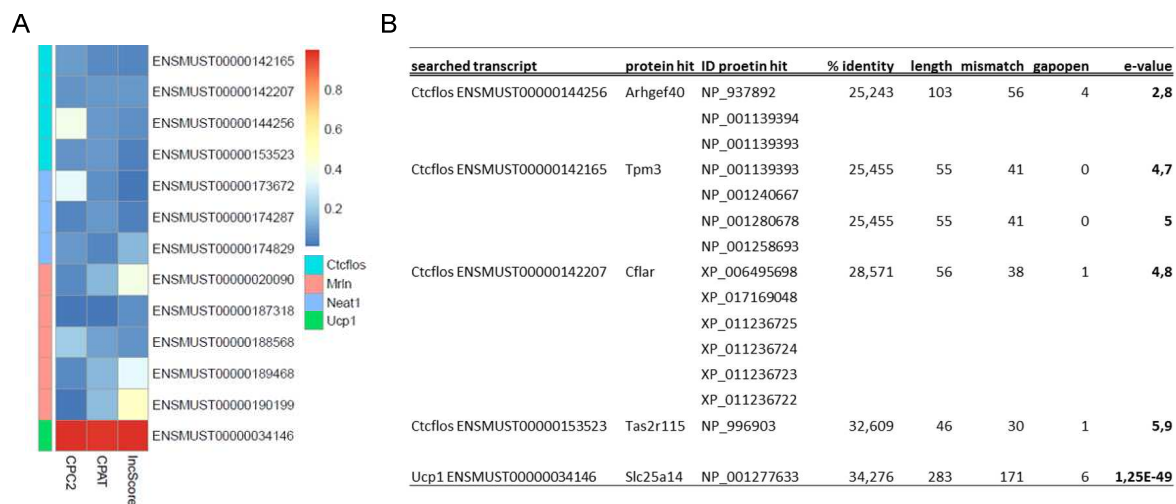 A
ENSMUST00000142165
ENSMUST00000142207
ENSMUST00000144256
ENSMUST00000153523
ENSMUST00000173672
ENSMUST00000174287
ENSMUST00000174829
ENSMUST00000020090
ENSMUST00000187318
ENSMUST00000188568
ENSMUST00000189468
ENSMUST00000190199
ENSMUST00000034146
0.8
0.6
0.4
0.2
Ctcflos
Mrln
Neat1
Ucp1
CPC2
CPAT
lncScore
B
searched transcript protein hit ID proetin hit % identity length mismatch gapopen e-value
Ctcflos ENSMUST00000144256 Arhgef40 NP_937892 25,243 103 56 4 2,8
NP_001139394
NP_001139393
Ctcflos ENSMUST00000142165 Tpm3 NP_001139393 25,455 55 41 0 4,7
NP_001240667
NP_001280678 25,455 55 41 0 5
NP_001258693
Ctcflos ENSMUST00000142207 Cflar XP_006495698 28,571 56 38 1 4,8
XP_017169048
XP_011236725
XP_011236724
XP_011236723
XP_011236722
Ctcflos ENSMUST00000153523 Tas2r115 NP_996903 32,609 46 30 1 5,9
Ucp1 ENSMUST00000034146 Slc25a14 NP_001277633 34,276 283 171 6 1,25E-49